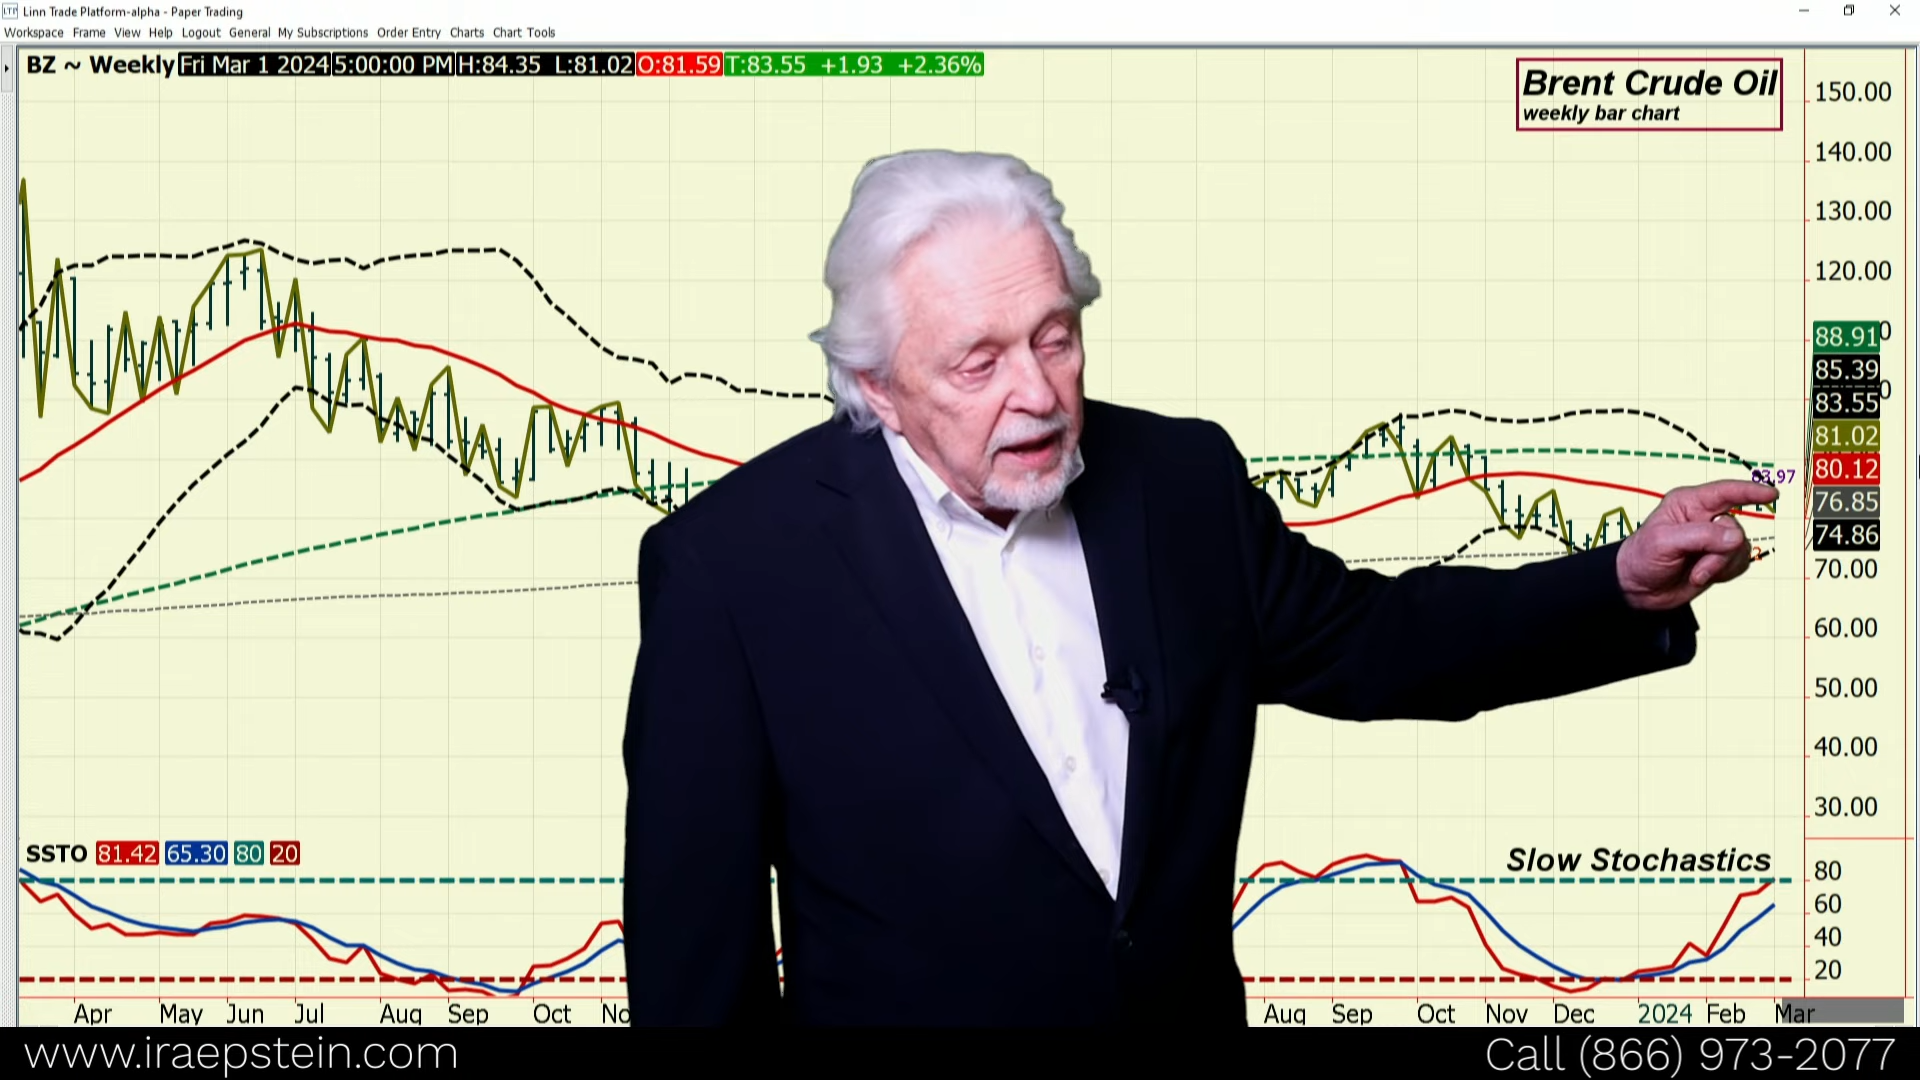 LTP Linn Trade Platform-alpha - Paper Trading
Workspace Frame View Help Logout General My Subscriptions Order Entry Charts Chart Tools
BZ ~ Weekly Fri Mar 1 2024 5:00:00 PM H:84.35 L:81.02 O:81.59 T:83.55 +1.93 +2.36%
Brent Crude Oil
weekly bar chart
150.00
140.00
130.00
120.00
88.91
85.39
83.55
81.02
80.12
76.85
74.86
70.00
60.00
50.00
40.00
30.00
83.97
SSTO 81.42 65.30 80 20
Slow Stochastics
80
60
40
20
Apr May Jun Jul Aug Sep Oct No Aug Sep Oct Nov Dec 2024 Feb Mar
www.iraepstein.com
Call (866) 973-2077